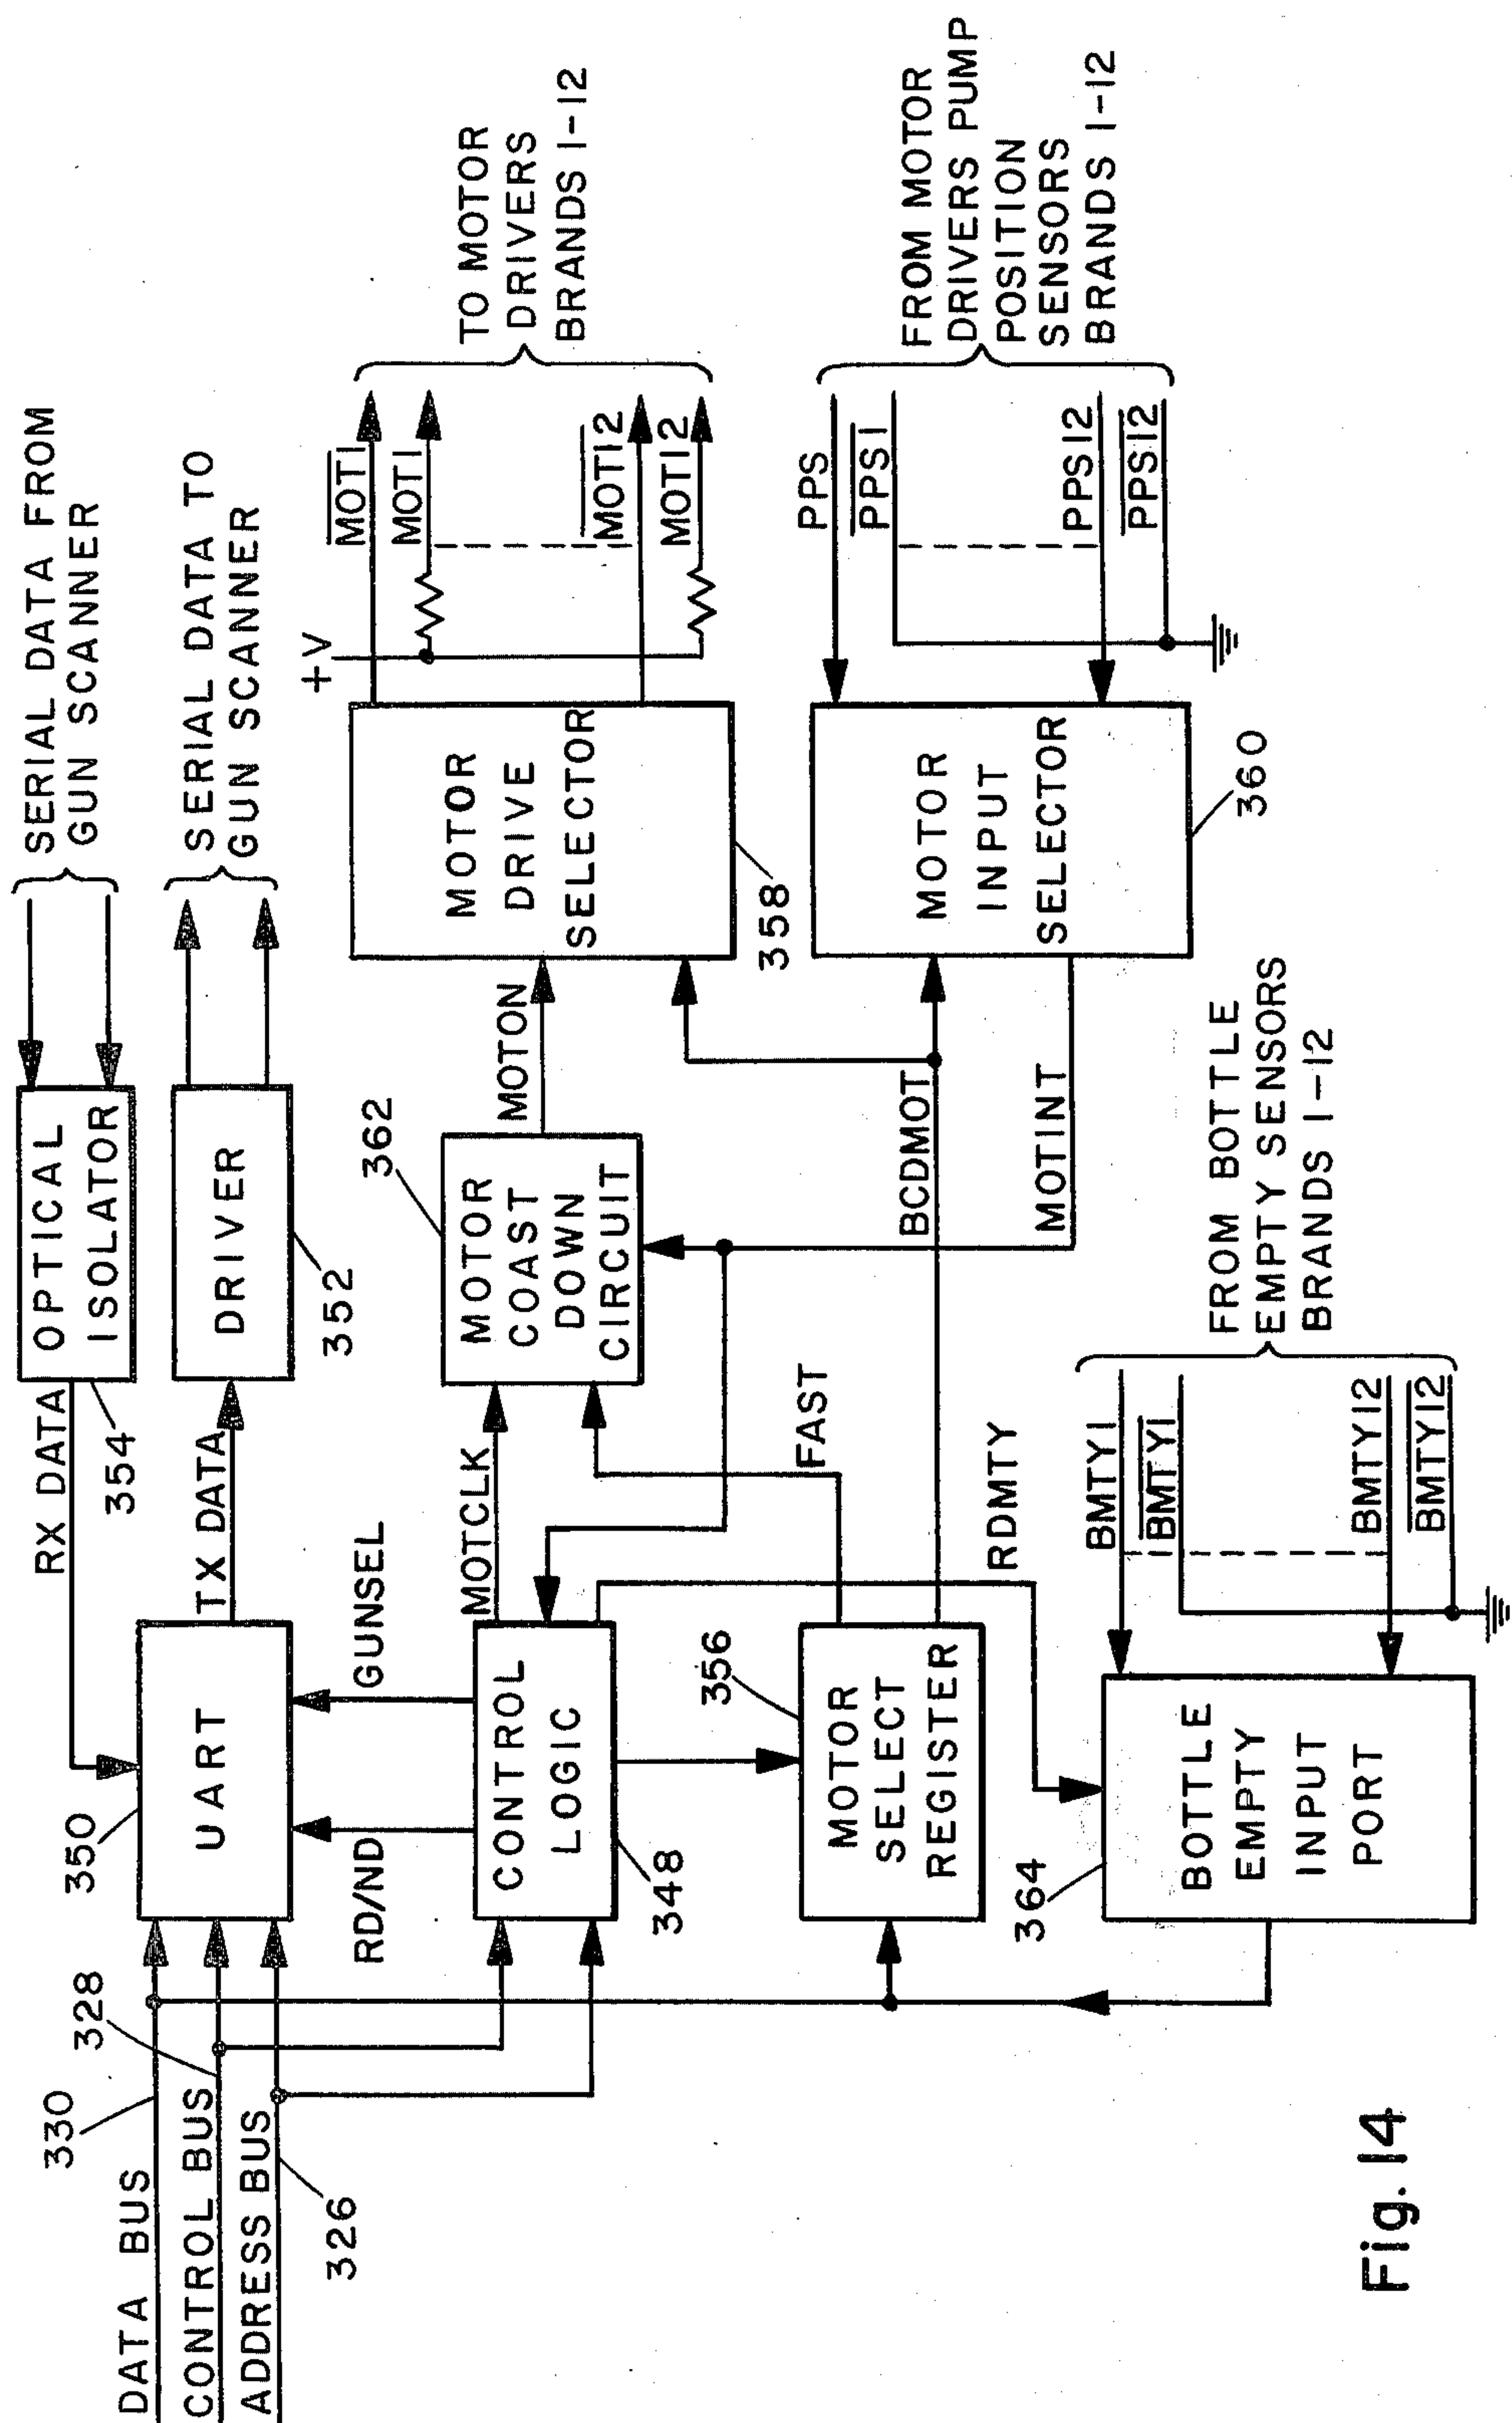 SERIAL DATA FROM
GUN SCANNER
SERIAL DATA TO
GUN SCANNER
OPTICAL
ISOLATOR
354
RX DATA
DRIVER
352
TX DATA
UART
350
DATA BUS
330
CONTROL BUS
328
ADDRESS BUS
326
RD/ND
GUNSEL
CONTROL
LOGIC
348
MOTCLK
MOTOR
COAST
DOWN
CIRCUIT
362
MOTON
MOTOR
DRIVE
SELECTOR
358
+V
MOT1
MOT1
MOT12
MOT12
TO MOTOR
DRIVERS
BRANDS 1-12
FAST
BCDMOT
MOTINT
MOTOR
SELECT
REGISTER
356
MOTOR
INPUT
SELECTOR
360
PPS
PPS1
PPS12
PPS12
FROM MOTOR
DRIVERS PUMP
POSITION
SENSORS
BRANDS 1-12
RDMTY
BOTTLE
EMPTY
INPUT
PORT
364
BMTY1
BMTY1
BMTY12
BMTY12
FROM BOTTLE
EMPTY SENSORS
BRANDS 1-12
Fig. 14